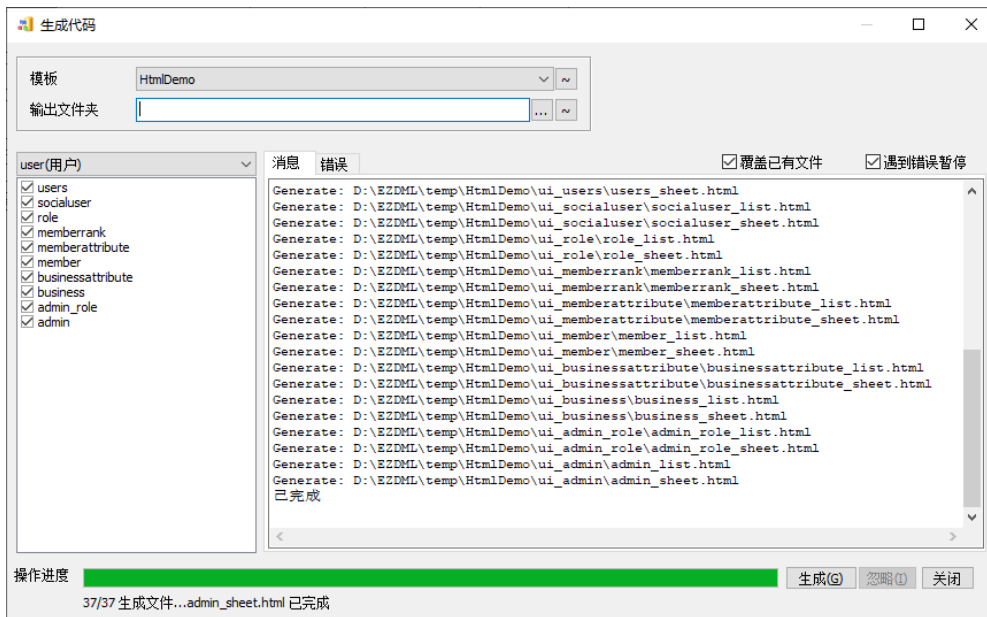 生成代码
模板
HtmlDemo
~
输出文件夹
...
~
user(用户)
消息
错误
覆盖已有文件
遇到错误暂停
users
socialuser
role
memberrank
memberattribute
member
businessattribute
business
admin_role
admin
Generate: D:\EZDML\temp\HtmlDemo\ui_users\users_sheet.html
Generate: D:\EZDML\temp\HtmlDemo\ui_socialuser\socialuser_list.html
Generate: D:\EZDML\temp\HtmlDemo\ui_socialuser\socialuser_sheet.html
Generate: D:\EZDML\temp\HtmlDemo\ui_role\role_list.html
Generate: D:\EZDML\temp\HtmlDemo\ui_role\role_sheet.html
Generate: D:\EZDML\temp\HtmlDemo\ui_memberrank\memberrank_list.html
Generate: D:\EZDML\temp\HtmlDemo\ui_memberrank\memberrank_sheet.html
Generate: D:\EZDML\temp\HtmlDemo\ui_memberattribute\memberattribute_list.html
Generate: D:\EZDML\temp\HtmlDemo\ui_memberattribute\memberattribute_sheet.html
Generate: D:\EZDML\temp\HtmlDemo\ui_member\member_list.html
Generate: D:\EZDML\temp\HtmlDemo\ui_member\member_sheet.html
Generate: D:\EZDML\temp\HtmlDemo\ui_businessattribute\businessattribute_list.html
Generate: D:\EZDML\temp\HtmlDemo\ui_businessattribute\businessattribute_sheet.html
Generate: D:\EZDML\temp\HtmlDemo\ui_business\business_list.html
Generate: D:\EZDML\temp\HtmlDemo\ui_business\business_sheet.html
Generate: D:\EZDML\temp\HtmlDemo\ui_admin_role\admin_role_list.html
Generate: D:\EZDML\temp\HtmlDemo\ui_admin_role\admin_role_sheet.html
Generate: D:\EZDML\temp\HtmlDemo\ui_admin\admin_list.html
Generate: D:\EZDML\temp\HtmlDemo\ui_admin\admin_sheet.html
已完成
操作进度
生成(G)
忽略(I)
关闭
37/37 生成文件...admin_sheet.html 已完成